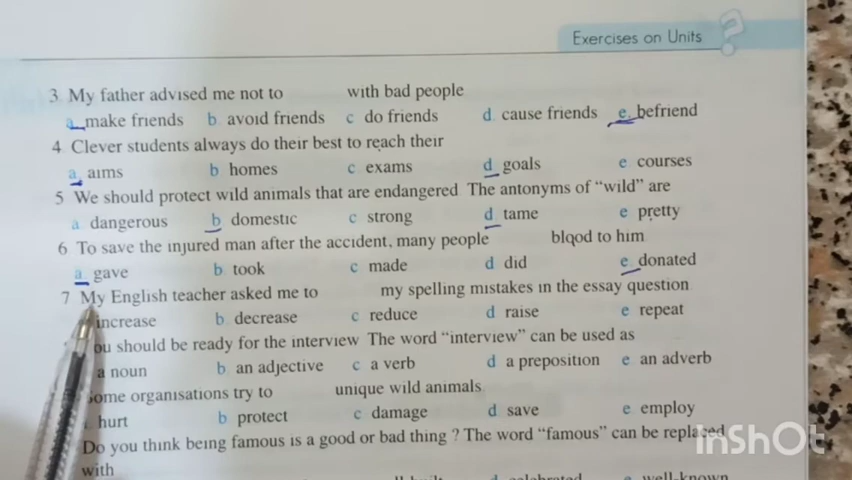 Exercises on Units
3 My father advised me not to with bad people
a. make friends b. avoid friends c do friends d. cause friends e. befriend
4 Clever students always do their best to reach their
a. aims b homes c. exams d. goals e courses
5 We should protect wild animals that are endangered The antonyms of "wild" are
a dangerous b domestic c strong d. tame e. pretty
6 To save the injured man after the accident, many people blood to him
a. gave b. took c made d. did e. donated
7 My English teacher asked me to my spelling mistakes in the essay question
increase b. decrease c reduce d. raise e. repeat
ou should be ready for the interview The word "interview" can be used as
a noun b an adjective c a verb d a preposition e an adverb
ome organisations try to unique wild animals
hurt b protect c damage d save e employ
Do you think being famous is a good or bad thing ? The word "famous" can be replaced
with
d celebrated e well-known
InShOt